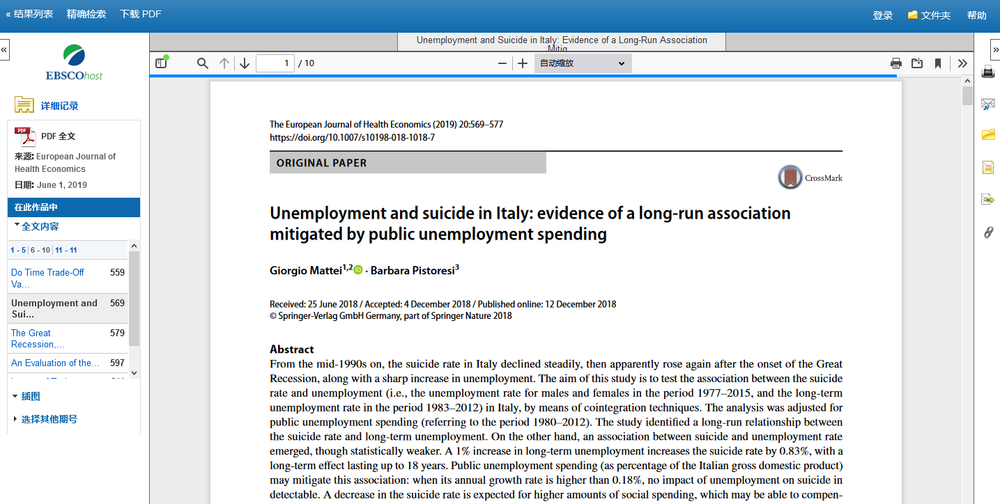 « 结果列表 精确检索 下载 PDF
登录 文件夹 帮助
«
»
EBSCOhost
详细记录
PDF
PDF 全文
来源: European Journal of
Health Economics
日期: June 1, 2019
在此作品中
全文内容
1 - 5 | 6 - 10 | 11 - 11
Do Time Trade-Off 559
Va...
Unemployment and 569
Sui...
The Great 579
Recession,...
An Evaluation of the... 597
插图
选择其他期号
Unemployment and Suicide in Italy: Evidence of a Long-Run Association
Mitig
1 / 10
自动缩放
The European Journal of Health Economics (2019) 20:569–577
https://doi.org/10.1007/s10198-018-1018-7
ORIGINAL PAPER
CrossMark
Unemployment and suicide in Italy: evidence of a long-run association
mitigated by public unemployment spending
Giorgio Mattei1,2 iD · Barbara Pistoresi3
Received: 25 June 2018 / Accepted: 4 December 2018 / Published online: 12 December 2018
© Springer-Verlag GmbH Germany, part of Springer Nature 2018
Abstract
From the mid-1990s on, the suicide rate in Italy declined steadily, then apparently rose again after the onset of the Great
Recession, along with a sharp increase in unemployment. The aim of this study is to test the association between the suicide
rate and unemployment (i.e., the unemployment rate for males and females in the period 1977–2015, and the long-term
unemployment rate in the period 1983–2012) in Italy, by means of cointegration techniques. The analysis was adjusted for
public unemployment spending (referring to the period 1980–2012). The study identified a long-run relationship between
the suicide rate and long-term unemployment. On the other hand, an association between suicide and unemployment rate
emerged, though statistically weaker. A 1% increase in long-term unemployment increases the suicide rate by 0.83%, with a
long-term effect lasting up to 18 years. Public unemployment spending (as percentage of the Italian gross domestic product)
may mitigate this association: when its annual growth rate is higher than 0.18%, no impact of unemployment on suicide in
detectable. A decrease in the suicide rate is expected for higher amounts of social spending, which may be able to compen-